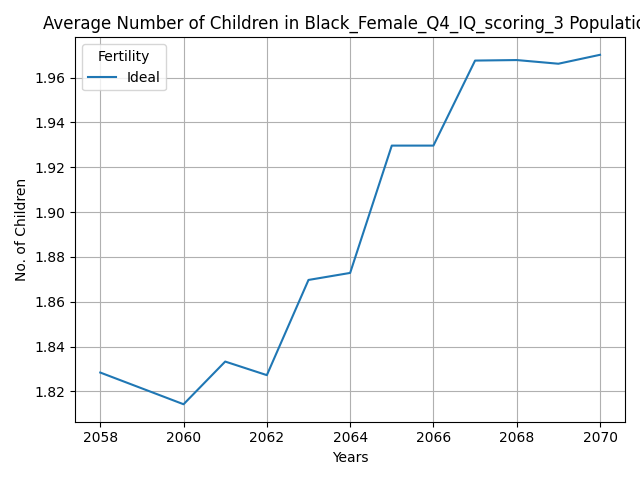 Average Number of Children in Black_Female_Q4_IQ_scoring_3 Populatio
Fertility
Ideal
1.96
1.94
1.92
1.90
1.88
1.86
1.84
1.82
No. of Children
2058 2060 2062 2064 2066 2068 2070
Years